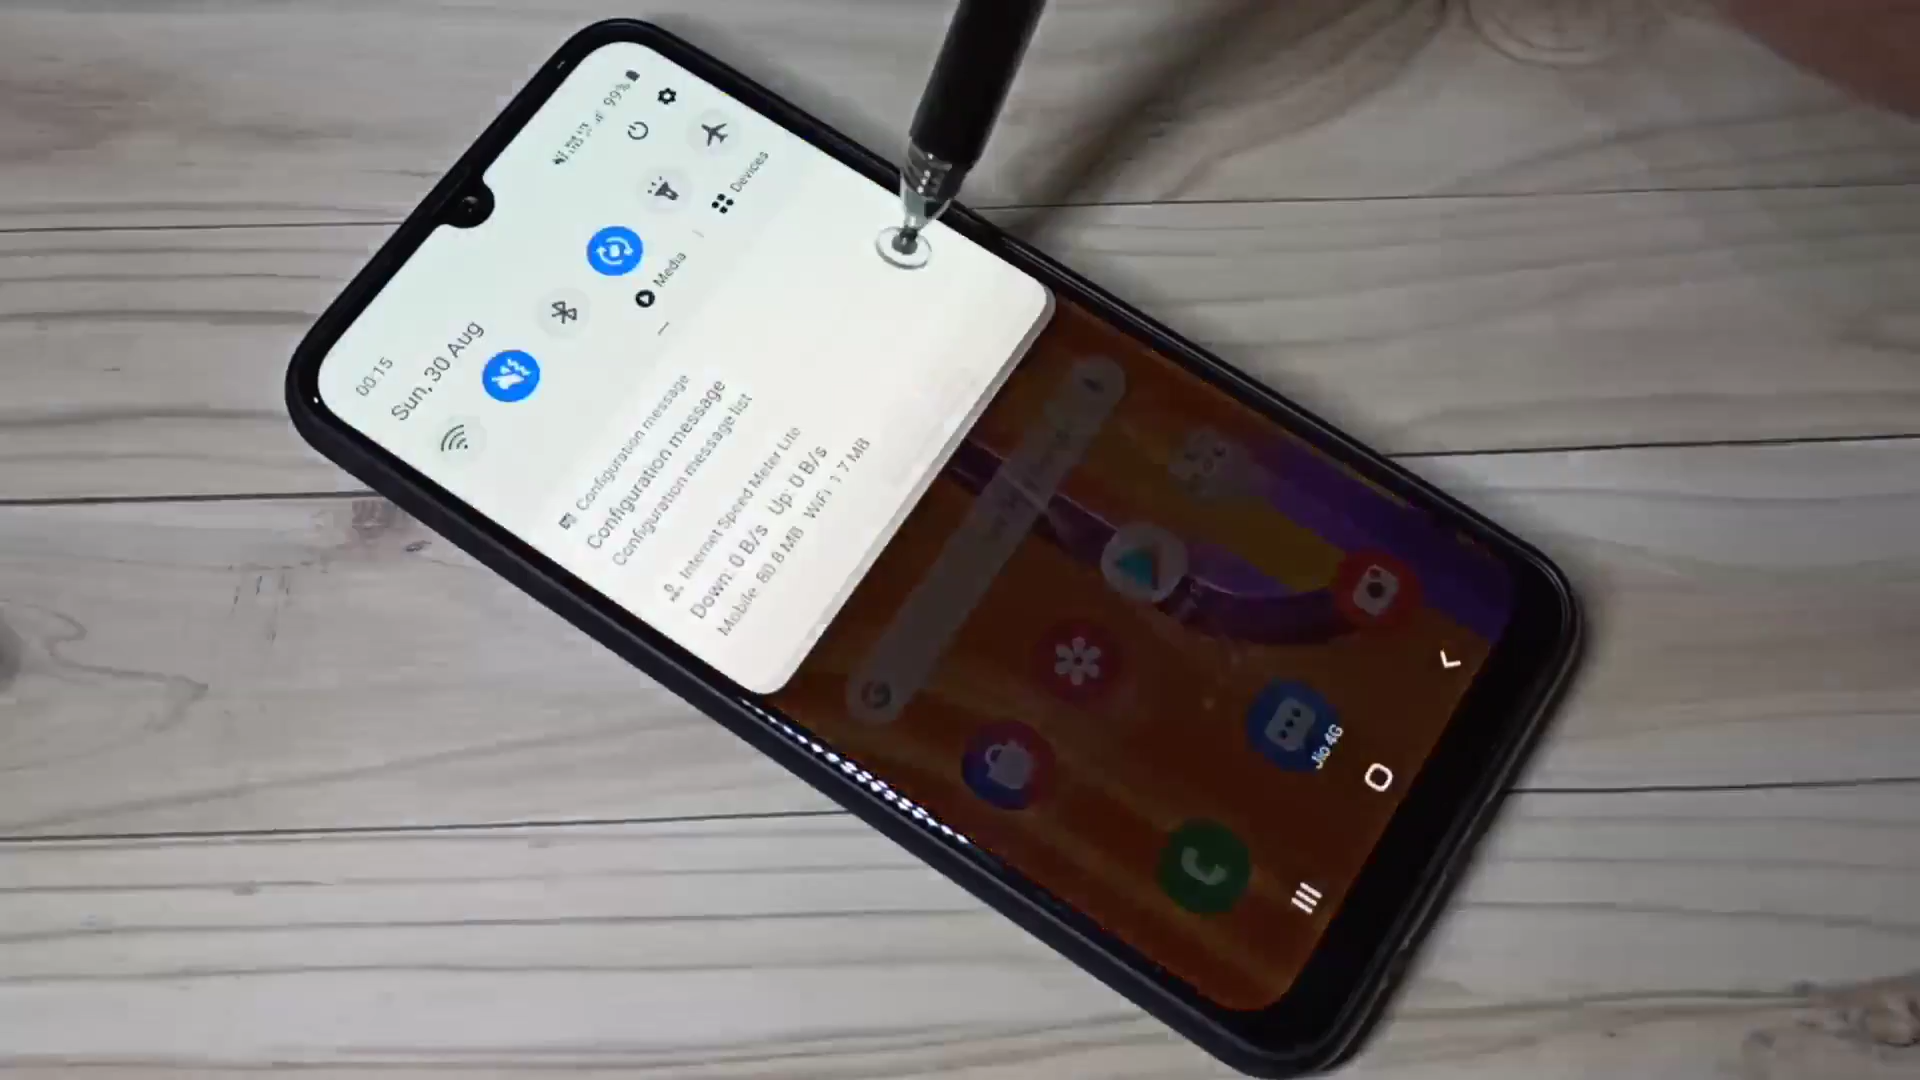 00:15
99%
Sun, 30 Aug
Media
Devices
Configuration message
Configuration message
Configuration message list
Internet Speed Meter Lite
Down: 0 B/s Up: 0 B/s
Mobile: 80.8 MB WiFi: 1.7 MB
Jio 4G